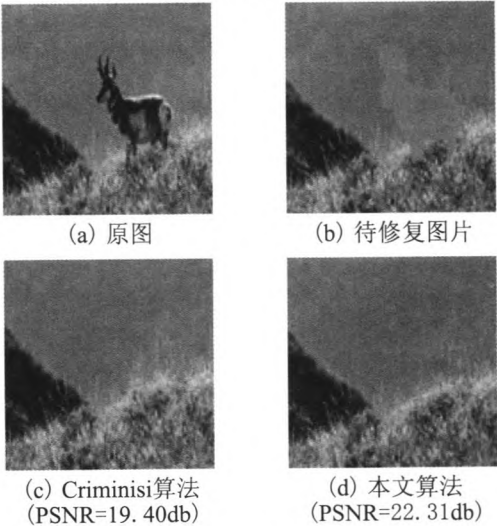 (a) 原图
(b) 待修复图片
(c) Criminisi算法
(PSNR=19.40db)
(d) 本文算法
(PSNR=22.31db)